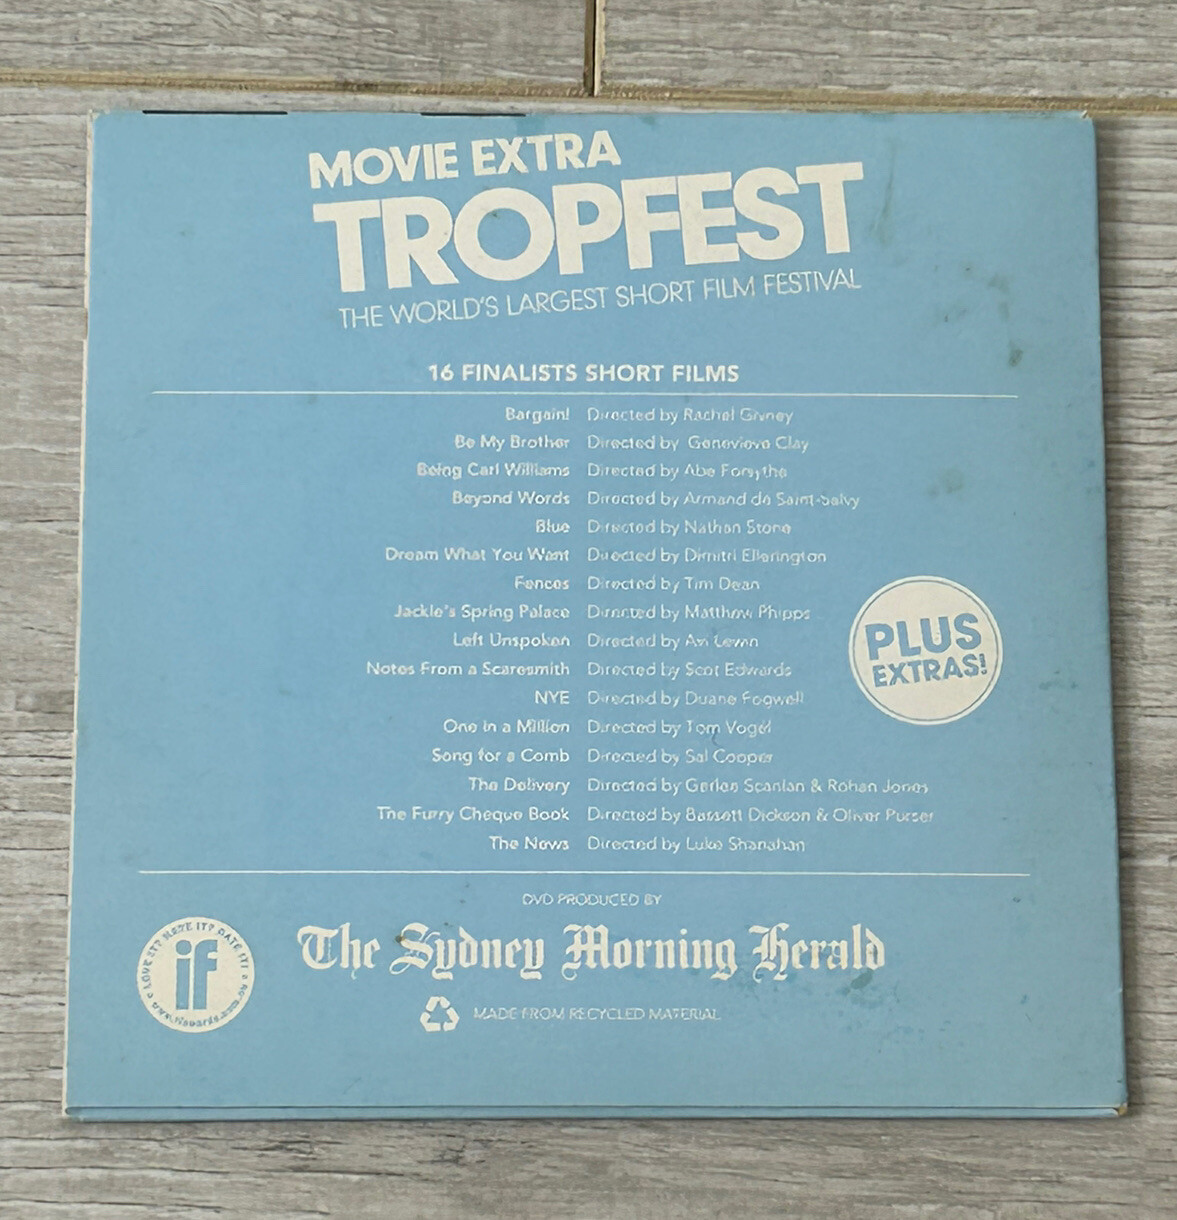 MOVIE EXTRA
TROPFEST
THE WORLD'S LARGEST SHORT FILM FESTIVAL
16 FINALISTS SHORT FILMS
Bargain! Directed by Rachel Givney
Be My Brother Directed by Genevieve Clay
Being Carl Williams Directed by Abe Forsythe
Beyond Words Directed by Armand de Saint-Salvy
Blue Directed by Nathan Stone
Dream What You Want Directed by Dimitri Ellerington
Fences Directed by Tim Dean
Jackie's Spring Palace Directed by Matthew Phipps
Left Unspoken Directed by Avi Lewin
Notes From a Scaresmith Directed by Scot Edwards
NYE Directed by Duane Fogwell
One in a Million Directed by Tom Vogel
Song for a Comb Directed by Sal Cooper
The Delivery Directed by Scanlan & Rohan Jones
The Furry Cheque Book Directed by Bassett Dickson & Oliver Purser
The News Directed by Luke Shanahan
PLUS
EXTRAS!
DVD PRODUCED BY
The Sydney Morning Herald
LOVE IT? HATE IT? RATE IT!
if
MADE FROM RECYCLED MATERIAL